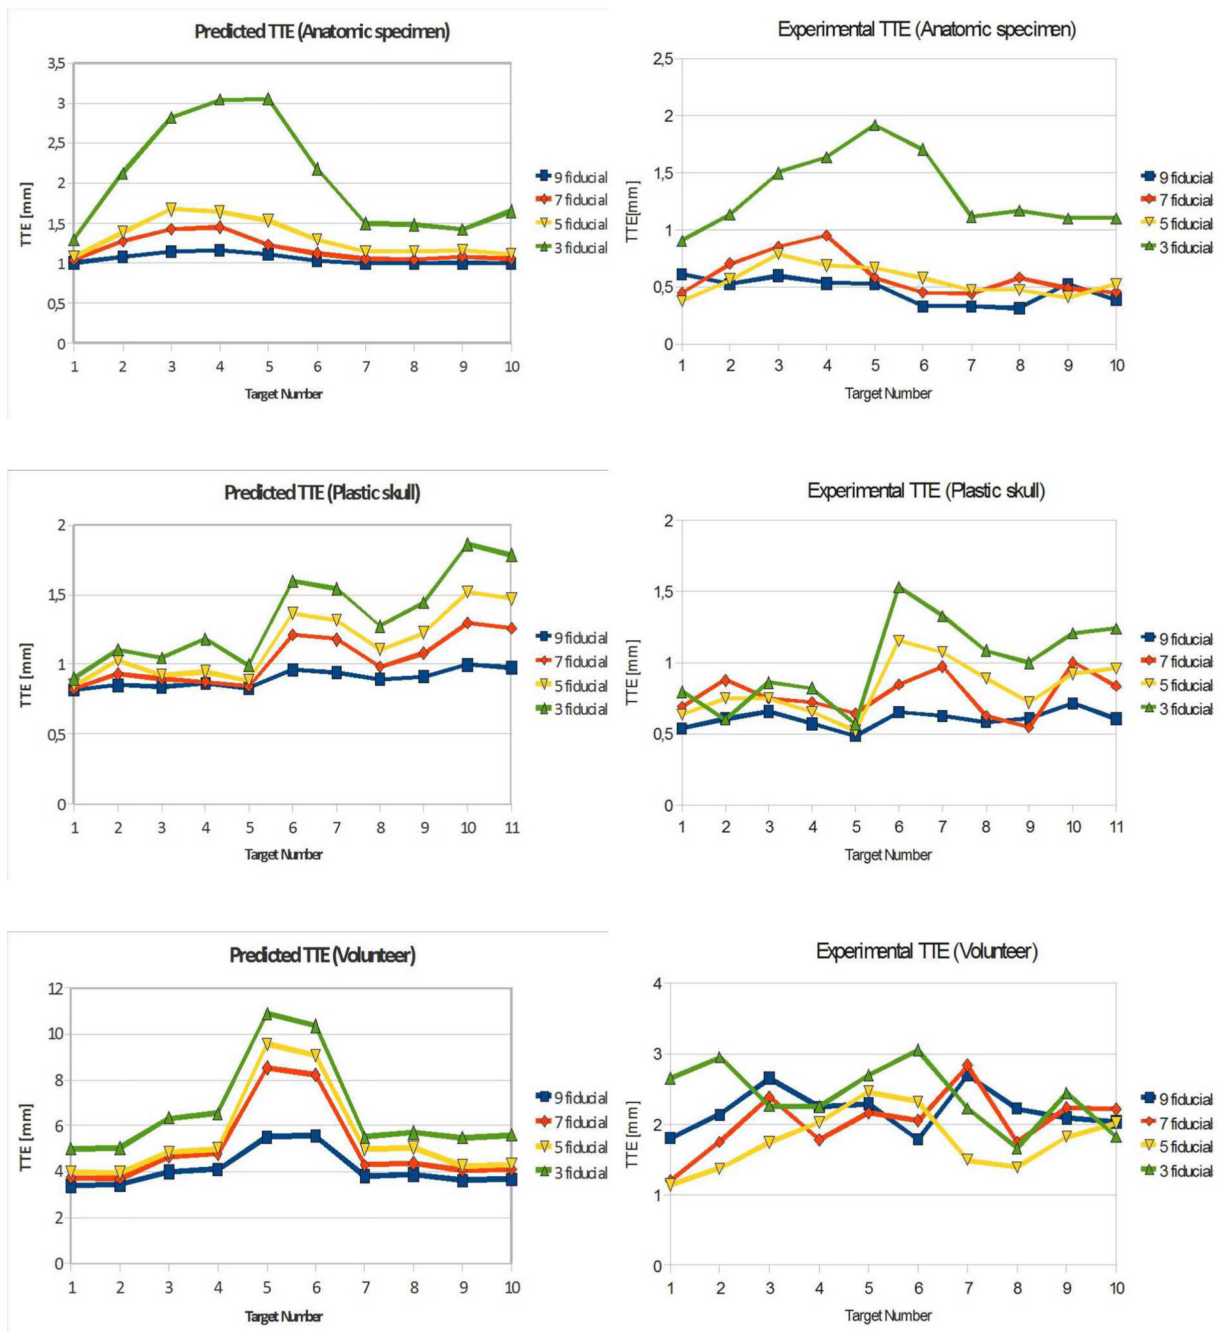 Predicted TTE (Anatomic specimen)
3,5
3
2,5
2
1,5
1
0,5
0
TTE [mm]
1 2 3 4 5 6 7 8 9 10
Target Number
9 fiducial
7 fiducial
5 fiducial
3 fiducial
Experimental TTE (Anatomic specimen)
2,5
2
1,5
1
0,5
0
TTE[mm]
1 2 3 4 5 6 7 8 9 10
Target Number
9 fiducial
7 fiducial
5 fiducial
3 fiducial
Predicted TTE (Plastic skull)
2
1,5
1
0,5
0
TTE [mm]
1 2 3 4 5 6 7 8 9 10 11
Target Number
9 fiducial
7 fiducial
5 fiducial
3 fiducial
Experimental TTE (Plastic skull)
2
1,5
1
0,5
0
TTE [mm]
1 2 3 4 5 6 7 8 9 10 11
Target Number
9 fiducial
7 fiducial
5 fiducial
3 fiducial
Predicted TTE (Volunteer)
12
10
8
6
4
2
0
TTE [mm]
1 2 3 4 5 6 7 8 9 10
Target Number
9 fiducial
7 fiducial
5 fiducial
3 fiducial
Experimental TTE (Volunteer)
4
3
2
1
0
TTE [mm]
1 2 3 4 5 6 7 8 9 10
Target Number
9 fiducial
7 fiducial
5 fiducial
3 fiducial